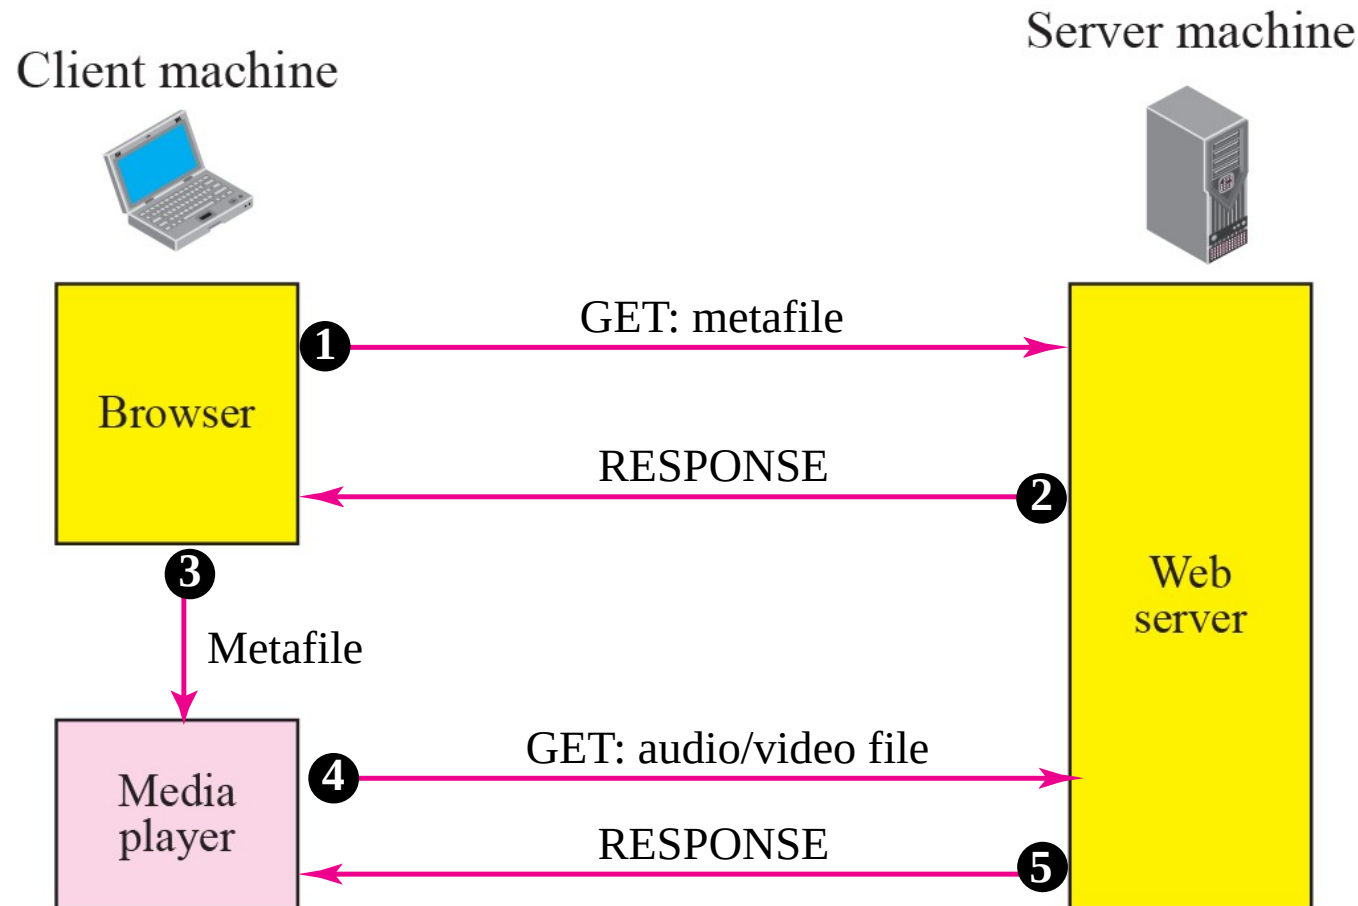 Server machine
Client machine
GET: metafile
1
Browser
RESPONSE
2
3
Web
server
Metafile
GET: audio/video file
4
Media
player
RESPONSE
5